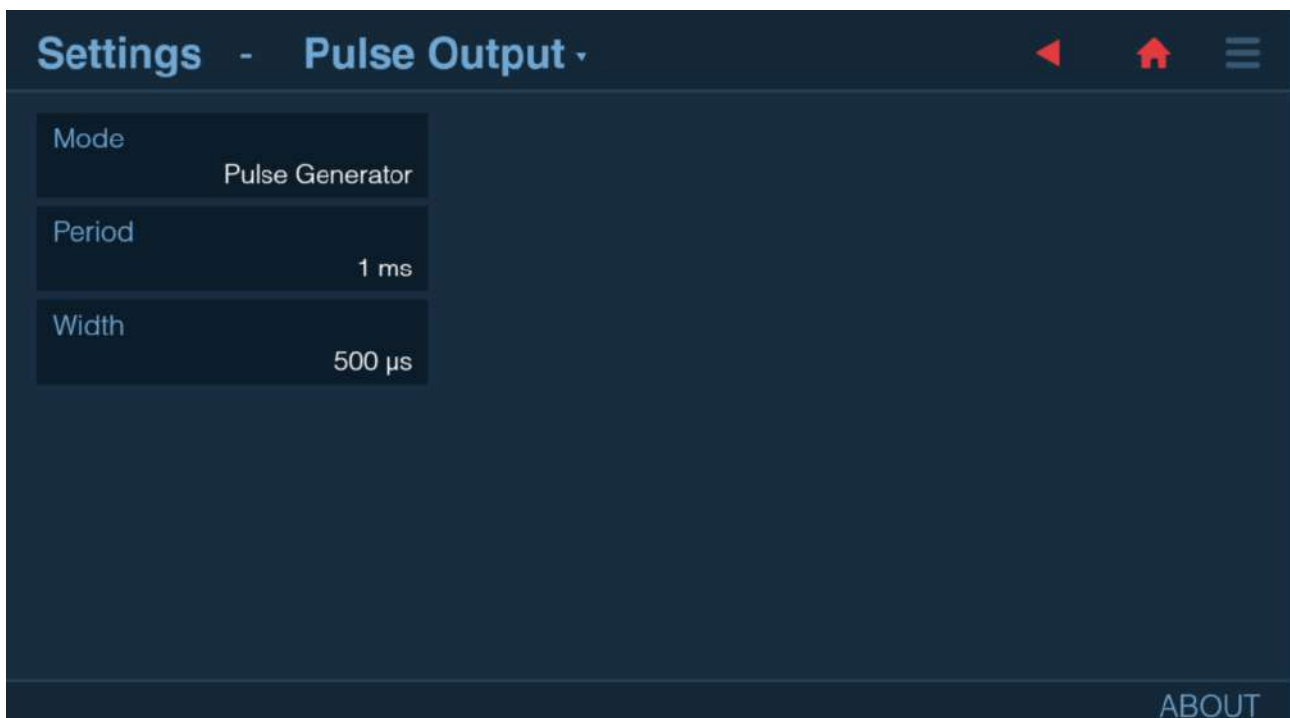 Settings - Pulse Output
Mode
Pulse Generator
Period
1 ms
Width
500 µs
ABOUT